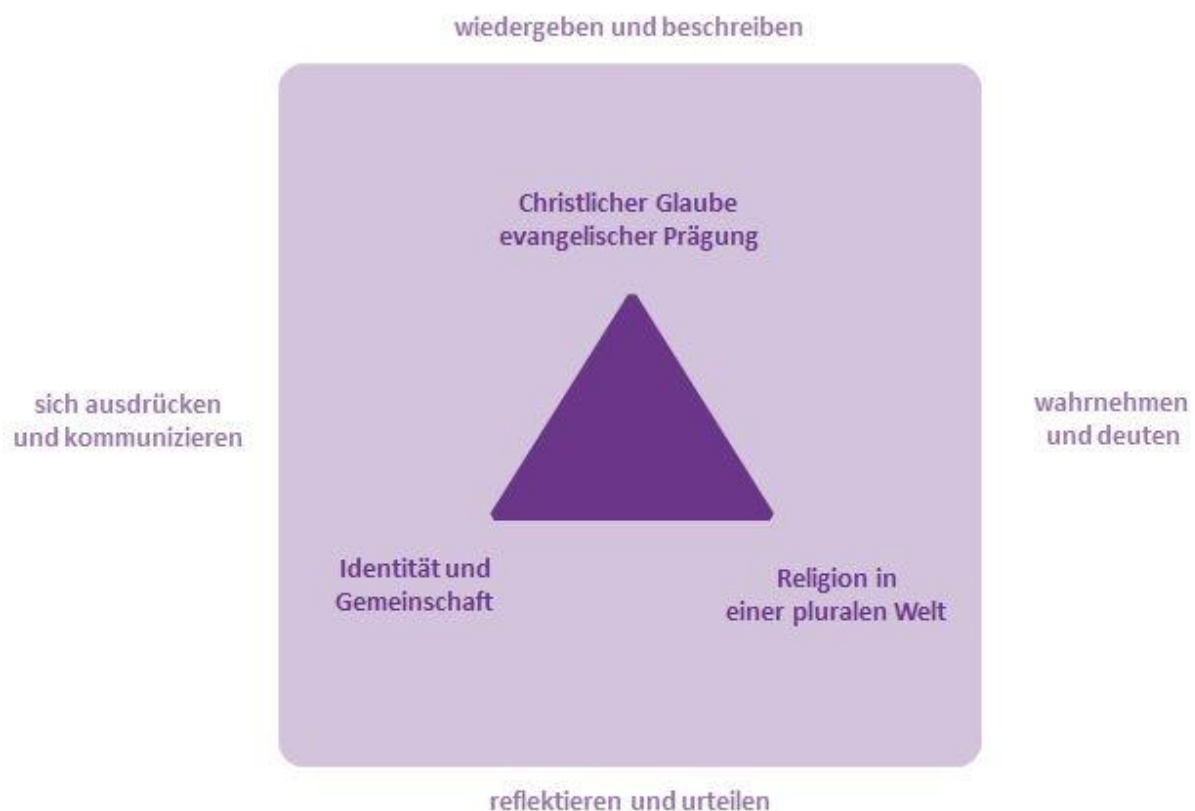 wiedergeben und beschreiben
Christlicher Glaube
evangelischer Prägung
sich ausdrücken
und kommunizieren
wahrnehmen
und deuten
Identität und
Gemeinschaft
Religion in
einer pluralen Welt
reflektieren und urteilen